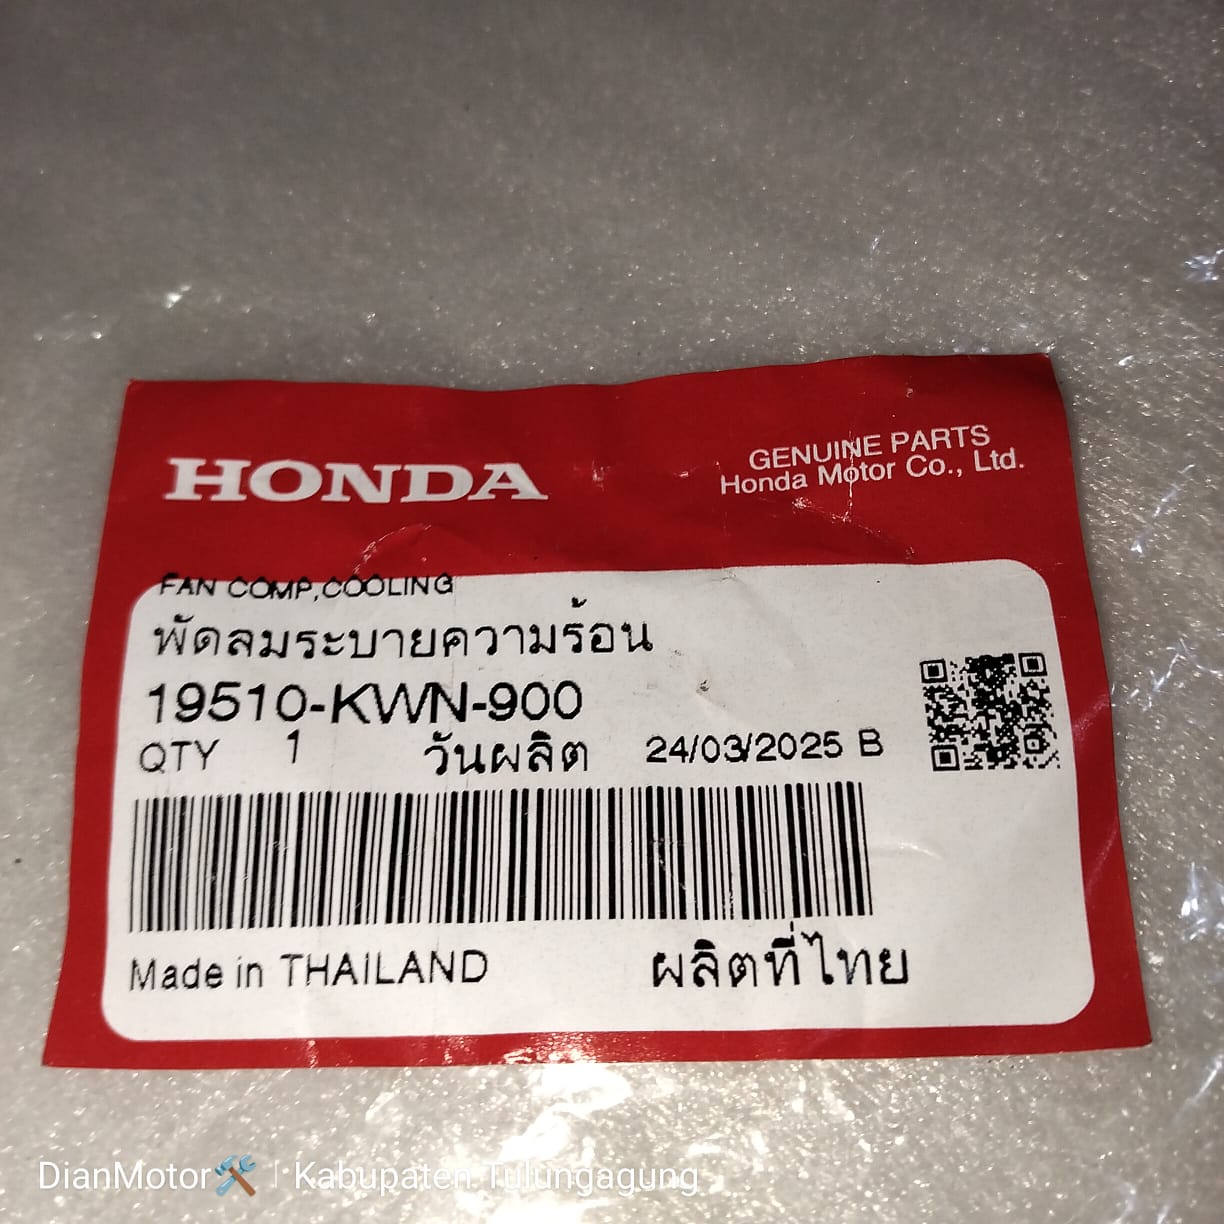 HONDA
GENUINE PARTS
Honda Motor Co., Ltd.
FAN COMP,COOLING
พัดลมระบายความร้อน
19510-KWN-900
QTY 1 วันผลิต 24/03/2025 B
Made in THAILAND ผลิตที่ไทย
DianMotor🛠️ | Kabupaten Tulungagung